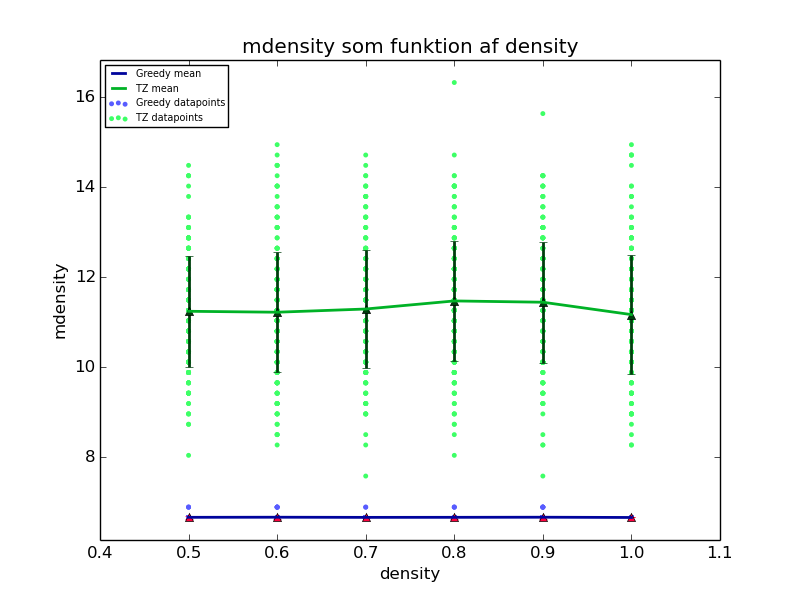 mdensity som funktion af density
Greedy mean
TZ mean
Greedy datapoints
TZ datapoints
mdensity
16
14
12
10
8
0.4 0.5 0.6 0.7 0.8 0.9 1.0 1.1
density